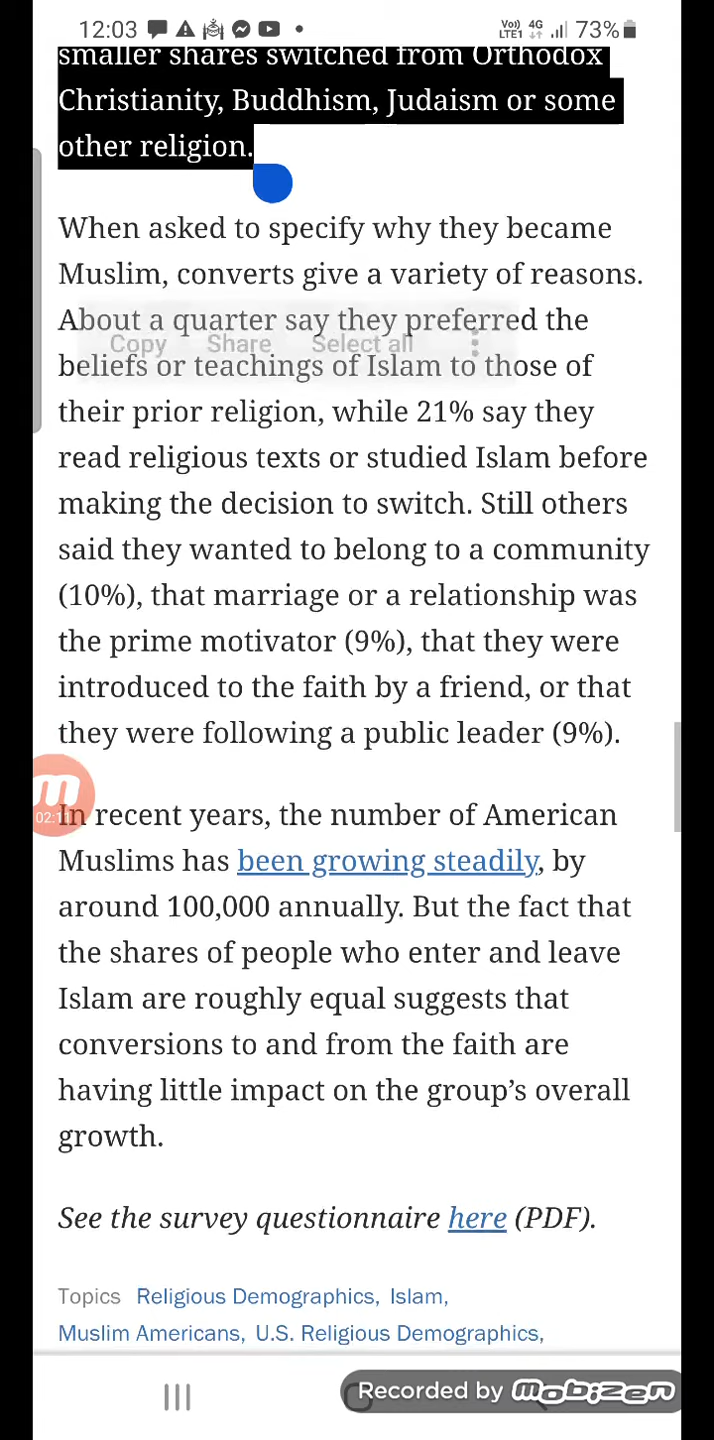 12:03
Vo)) 4G
LTE1 73%
smaller shares switched from Orthodox
Christianity, Buddhism, Judaism or some
other religion.
When asked to specify why they became
Muslim, converts give a variety of reasons.
About a quarter say they preferred the
Copy Share Select all
beliefs or teachings of Islam to those of
their prior religion, while 21% say they
read religious texts or studied Islam before
making the decision to switch. Still others
said they wanted to belong to a community
(10%), that marriage or a relationship was
the prime motivator (9%), that they were
introduced to the faith by a friend, or that
they were following a public leader (9%).
m
02:11
In recent years, the number of American
Muslims has been growing steadily, by
around 100,000 annually. But the fact that
the shares of people who enter and leave
Islam are roughly equal suggests that
conversions to and from the faith are
having little impact on the group’s overall
growth.
See the survey questionnaire here (PDF).
Topics Religious Demographics, Islam,
Muslim Americans, U.S. Religious Demographics,
Recorded by mobizen